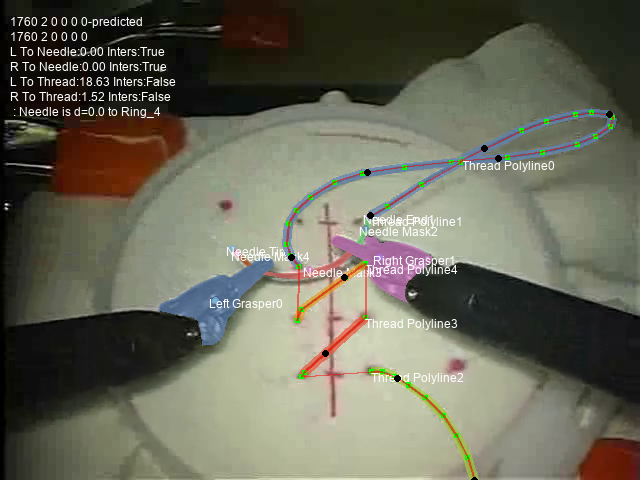 1760 2 0 0 0 0-predicted
1760 2 0 0 0 0
L To Needle:0.00 Inters:True
R To Needle:0.00 Inters:True
L To Thread:18.63 Inters:False
R To Thread:1.52 Inters:False
: Needle is d=0.0 to Ring_4
Thread Polyline0
Needle End1
Thread Polyline1
Needle Mask2
Needle Tip
Needle Mask4
Right Grasper1
Thread Polyline4
Needle Mask3
Left Grasper0
Thread Polyline3
Thread Polyline2